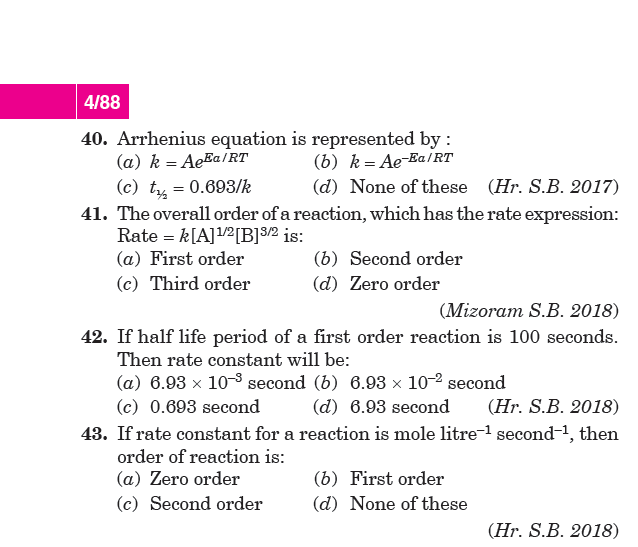 4/88
40. Arrhenius equation is represented by :
(a) k = Ae^Ea/RT (b) k = Ae^–Ea/RT
(c) t½ = 0.693/k (d) None of these (Hr. S.B. 2017)
41. The overall order of a reaction, which has the rate expression:
Rate = k[A]^1/2[B]^3/2 is:
(a) First order (b) Second order
(c) Third order (d) Zero order
(Mizoram S.B. 2018)
42. If half life period of a first order reaction is 100 seconds.
Then rate constant will be:
(a) 6.93 × 10⁻³ second (b) 6.93 × 10⁻² second
(c) 0.693 second (d) 6.93 second (Hr. S.B. 2018)
43. If rate constant for a reaction is mole litre⁻¹ second⁻¹, then
order of reaction is:
(a) Zero order (b) First order
(c) Second order (d) None of these
(Hr. S.B. 2018)